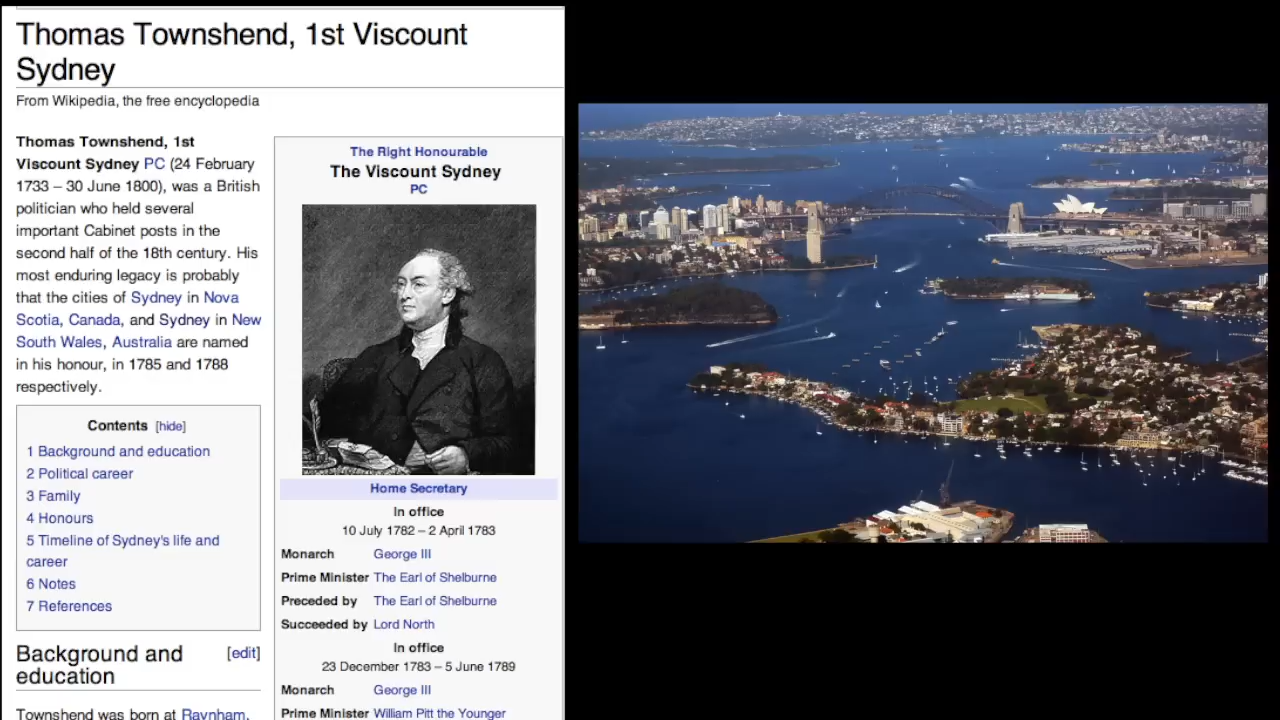 Thomas Townshend, 1st Viscount
Sydney
From Wikipedia, the free encyclopedia
Thomas Townshend, 1st
Viscount Sydney PC (24 February
1733 – 30 June 1800), was a British
politician who held several
important Cabinet posts in the
second half of the 18th century. His
most enduring legacy is probably
that the cities of Sydney in Nova
Scotia, Canada, and Sydney in New
South Wales, Australia are named
in his honour, in 1785 and 1788
respectively.
Contents [hide]
1 Background and education
2 Political career
3 Family
4 Honours
5 Timeline of Sydney's life and
career
6 Notes
7 References
Background and [edit]
education
Townshend was born at Raynham,
The Right Honourable
The Viscount Sydney
PC
Home Secretary
In office
10 July 1782 – 2 April 1783
Monarch George III
Prime Minister The Earl of Shelburne
Preceded by The Earl of Shelburne
Succeeded by Lord North
In office
23 December 1783 – 5 June 1789
Monarch George III
Prime Minister William Pitt the Younger